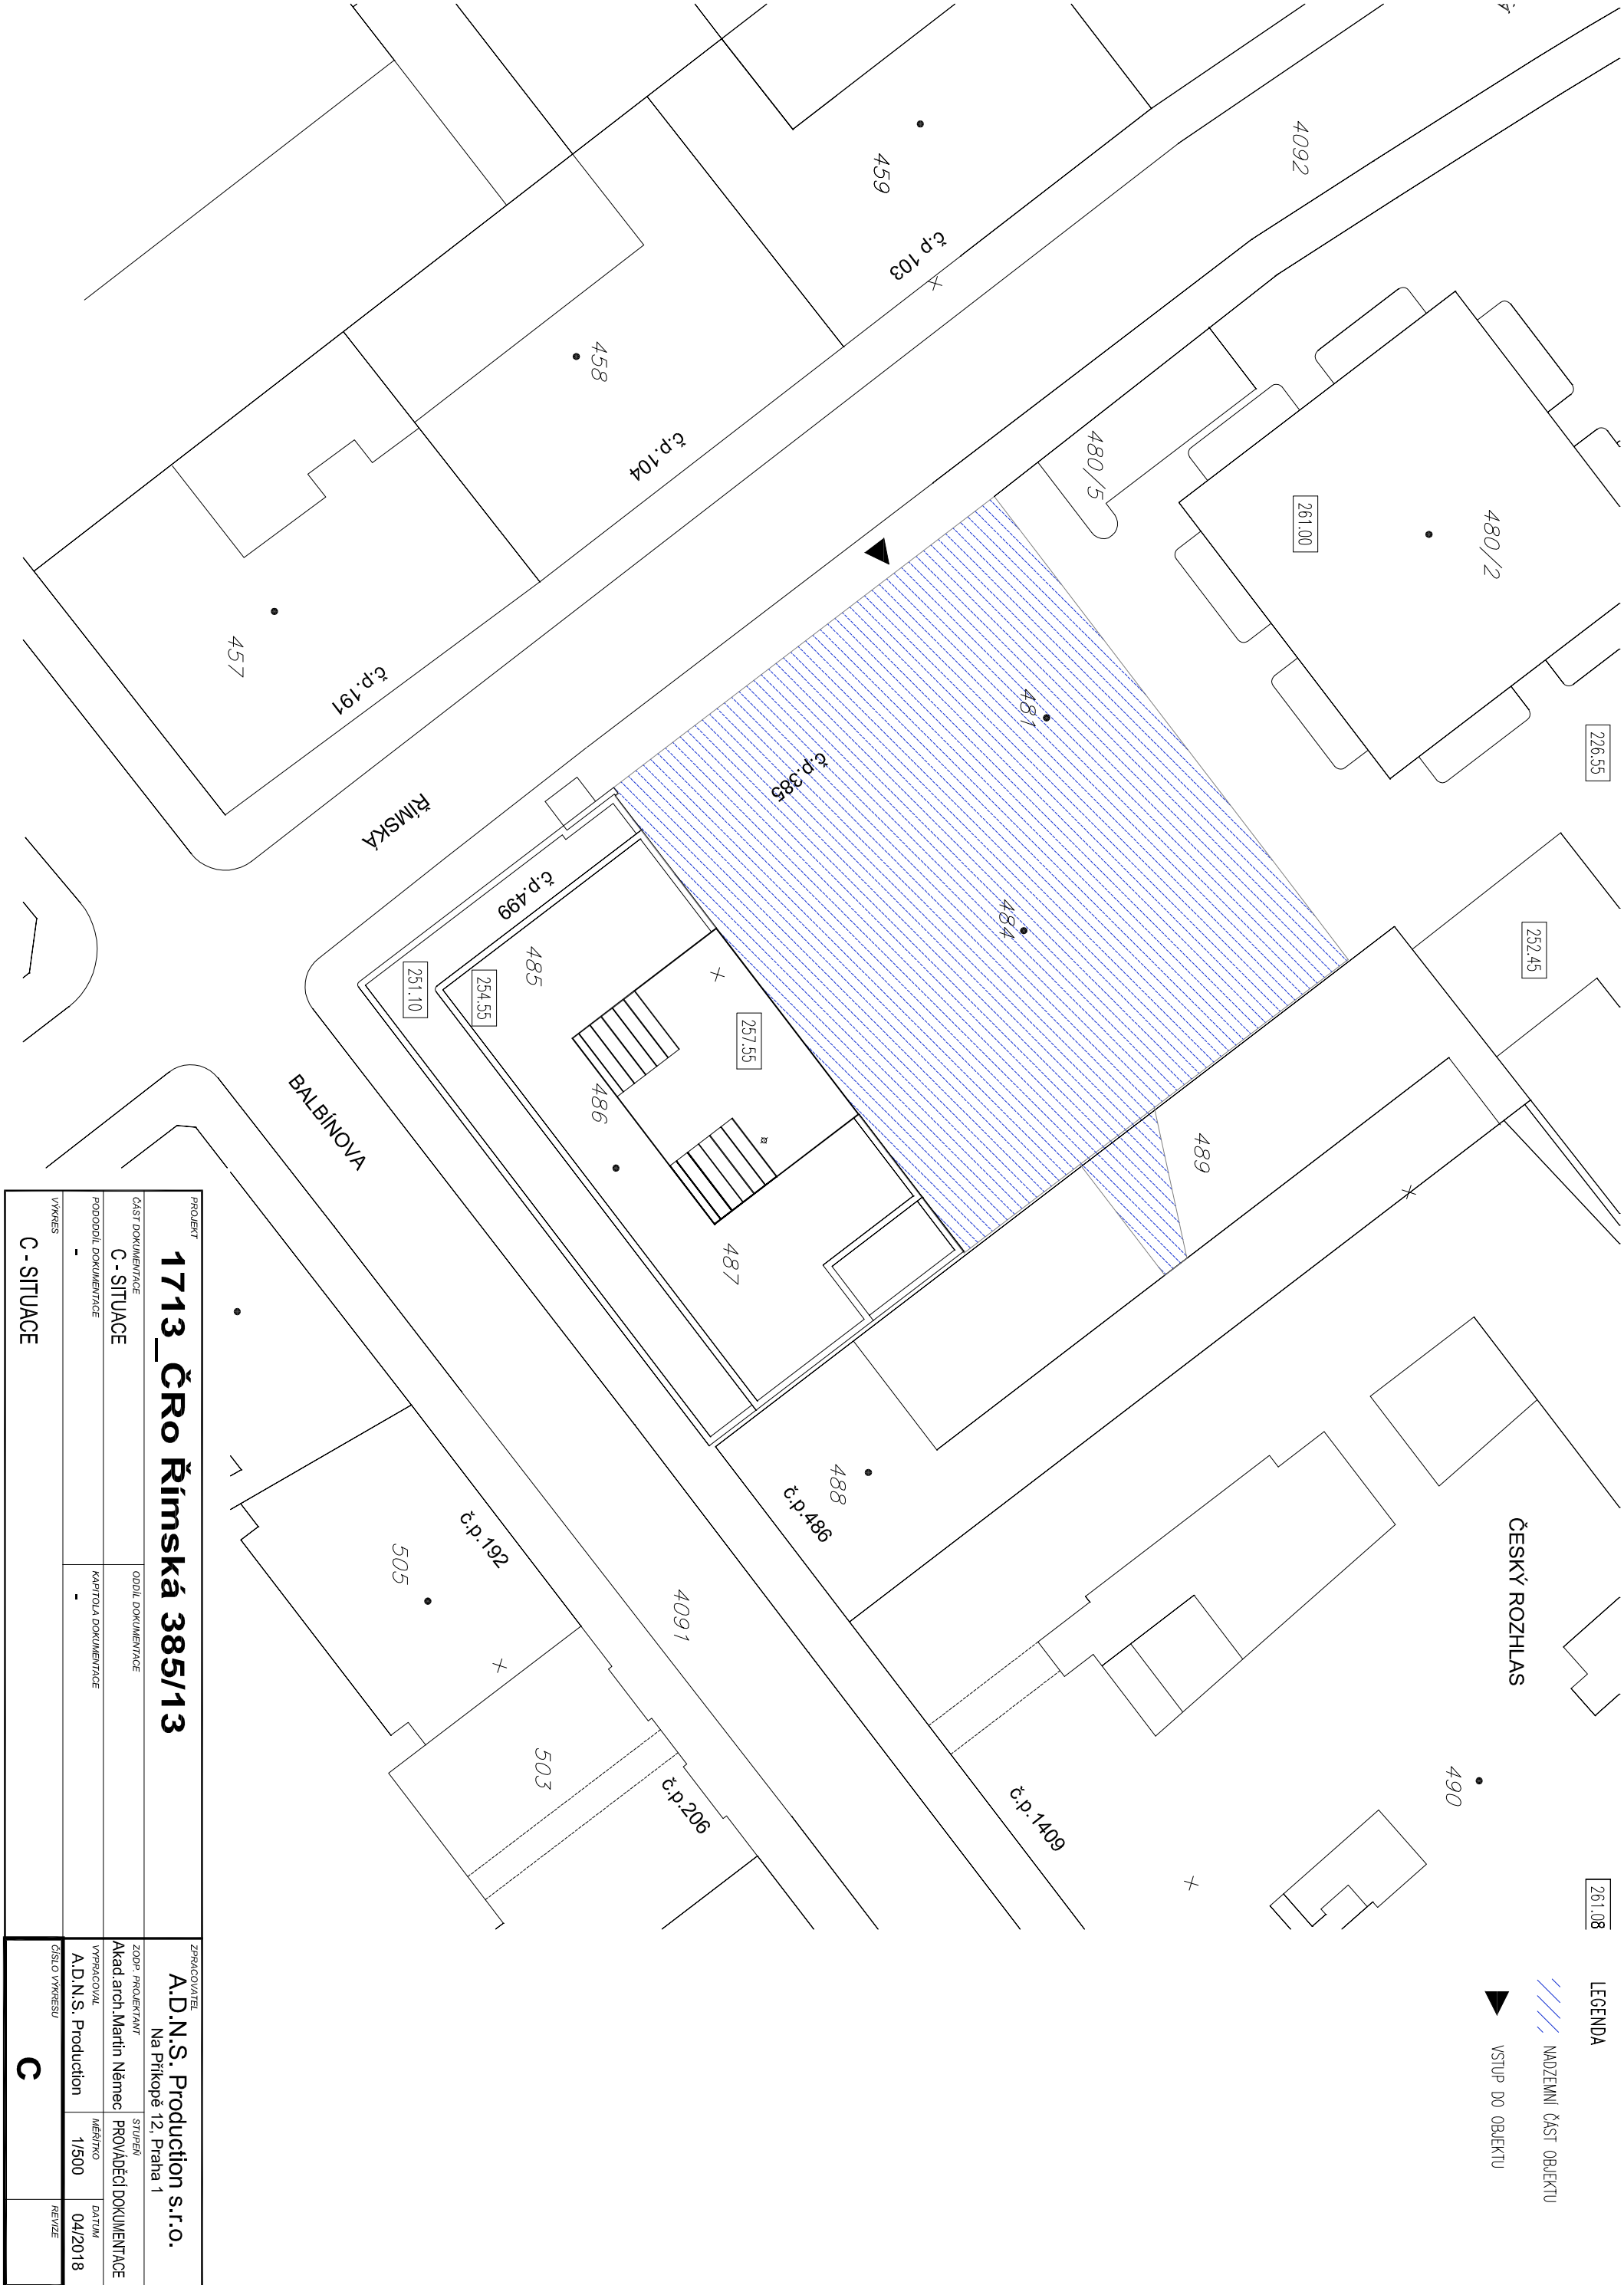 LEGENDA
NADZEMNÍ ČÁST OBJEKTU
VSTUP DO OBJEKTU
4092
459
č.p.103
458
č.p.104
457
č.p.191
480/5
480/2
261.00
226.55
252.45
261.08
481
č.p.385
484
ŘÍMSKÁ
č.p.499
485
251.10
254.55
257.55
486
487
489
BALBÍNOVA
488
č.p.486
ČESKÝ ROZHLAS
490
č.p.1409
č.p.192
505
4091
503
č.p.206
PROJEKT
1713_ČRo Římská 385/13
ČÁST DOKUMENTACE
C - SITUACE
ODDÍL DOKUMENTACE
PODODDÍL DOKUMENTACE
-
KAPITOLA DOKUMENTACE
-
VÝKRES
C - SITUACE
ZPRACOVATEL
A.D.N.S. Production s.r.o.
Na Příkopě 12, Praha 1
ZODP. PROJEKTANT
Akad.arch.Martin Němec
STUPEŇ
PROVÁDĚCÍ DOKUMENTACE
VYPRACOVAL
A.D.N.S. Production
MĚŘÍTKO
1/500
DATUM
04/2018
ČÍSLO VÝKRESU
C
REVIZE